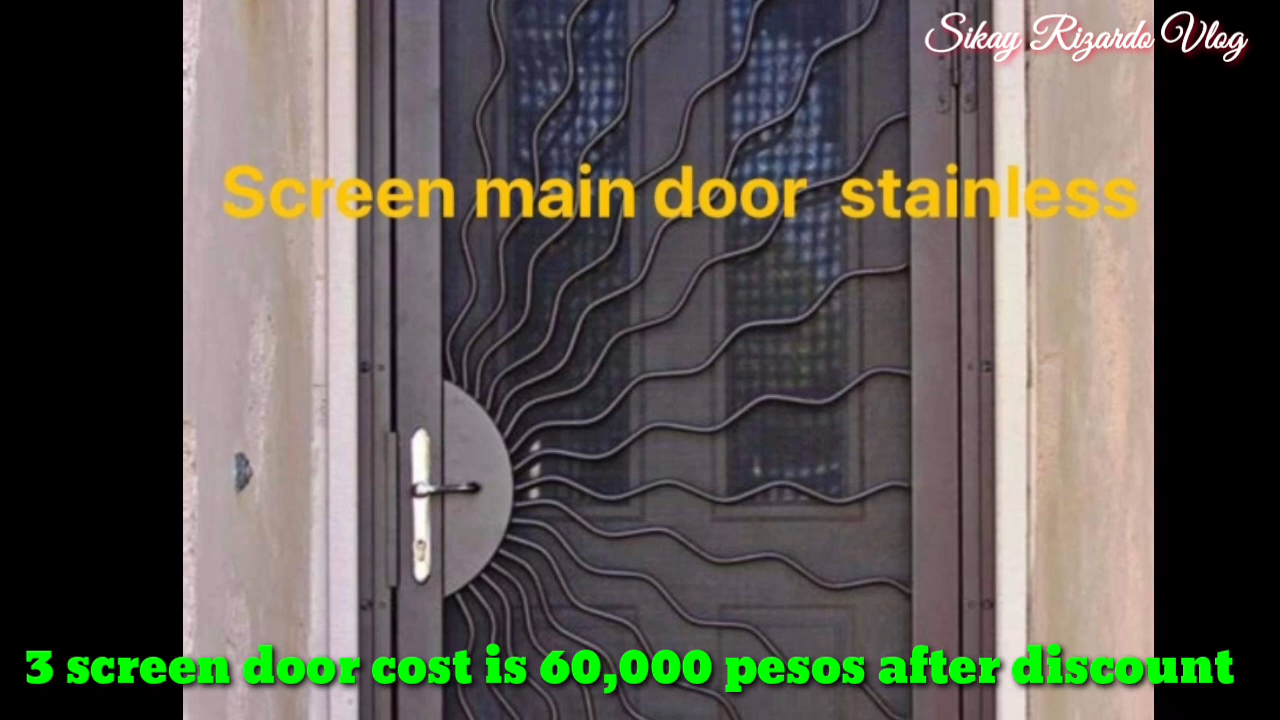 Sikay Rizardo Vlog
Screen main door stainless
3 screen door cost is 60,000 pesos after discount